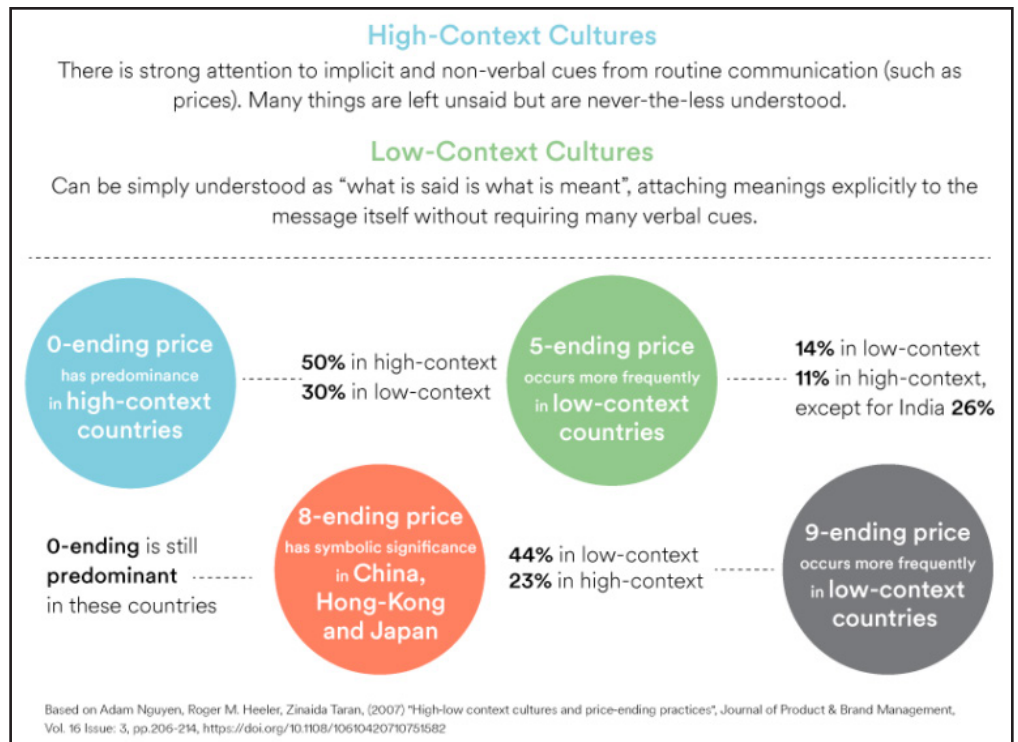 High-Context Cultures
There is strong attention to implicit and non-verbal cues from routine communication (such as
prices). Many things are left unsaid but are never-the-less understood.
Low-Context Cultures
Can be simply understood as “what is said is what is meant”, attaching meanings explicitly to the
message itself without requiring many verbal cues.
0-ending price
has predominance
in high-context
countries
50% in high-context
30% in low-context
5-ending price
occurs more frequently
in low-context
countries
14% in low-context
11% in high-context,
except for India 26%
0-ending is still
predominant
in these countries
8-ending price
has symbolic significance
in China,
Hong-Kong
and Japan
44% in low-context
23% in high-context
9-ending price
occurs more frequently
in low-context
countries
Based on Adam Nguyen, Roger M. Heeler, Zinaida Taran, (2007) "High-low context cultures and price-ending practices", Journal of Product & Brand Management,
Vol. 16 Issue: 3, pp.206-214, https://doi.org/10.1108/10610420710751582